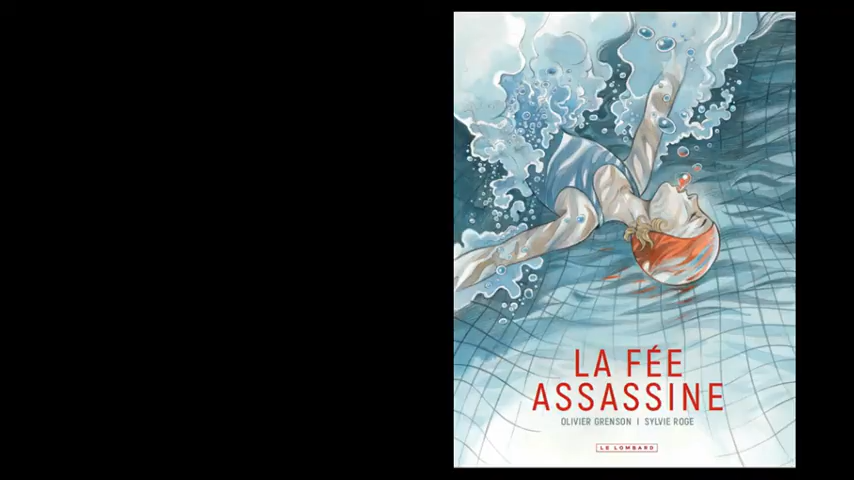 LA FÉE
ASSASSINE
OLIVIER GRENSON | SYLVIE ROGE
LE LOMBARD